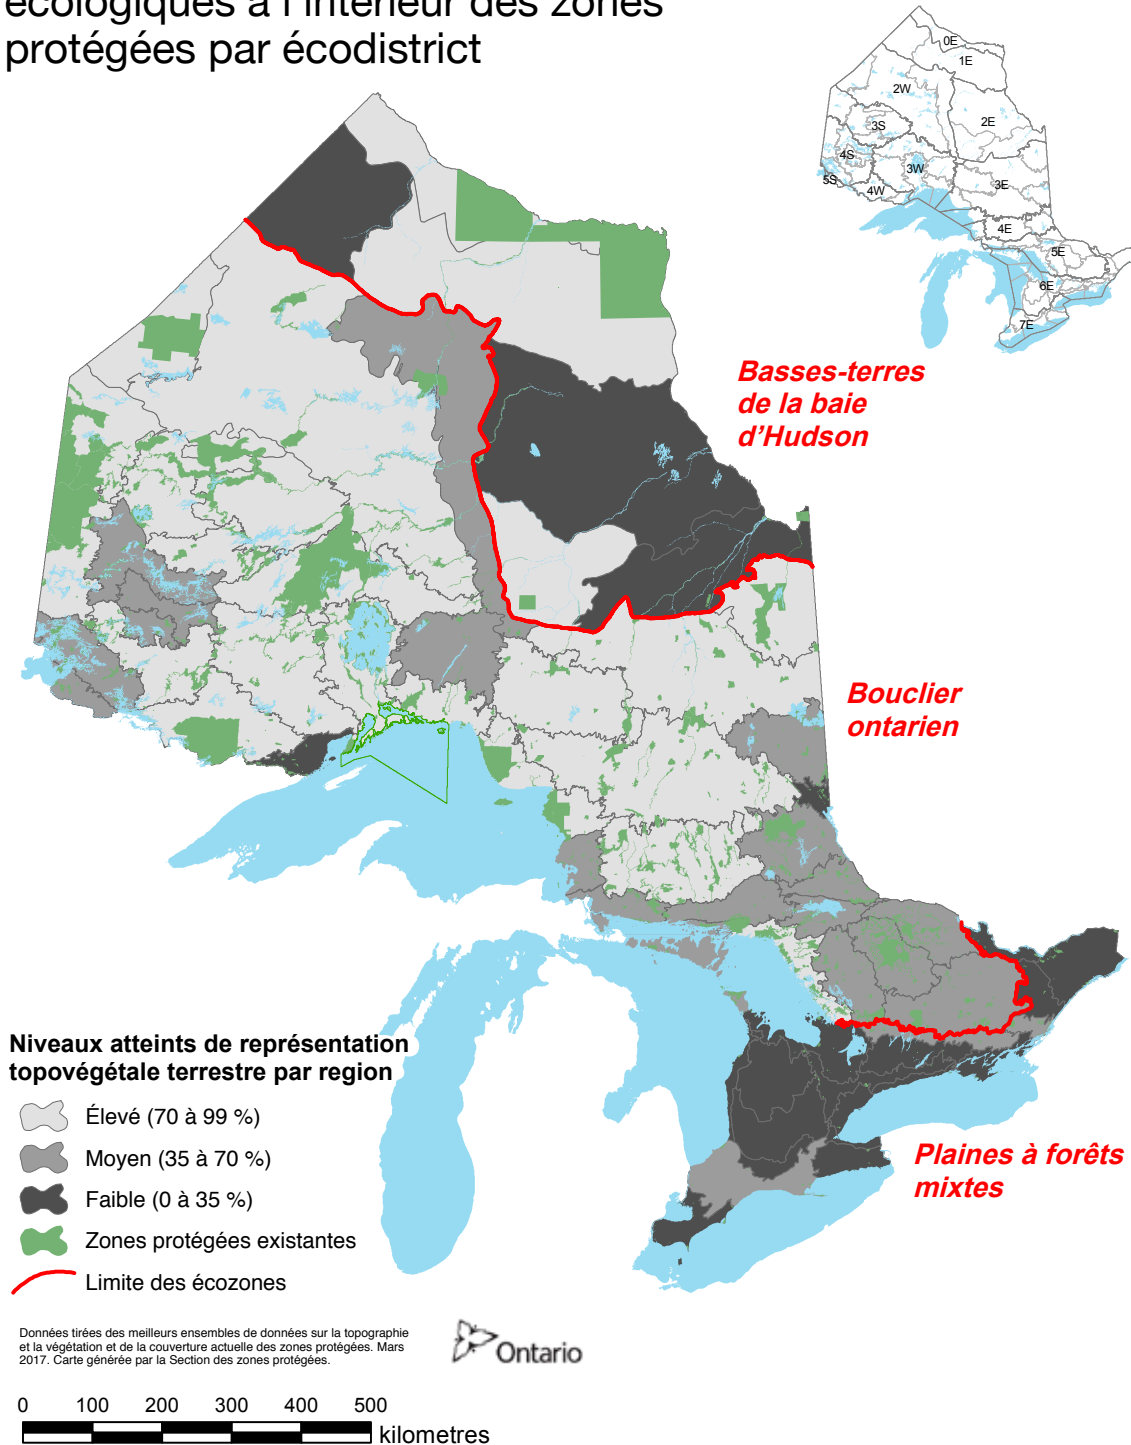 écologiques à l'intérieur des zones
protégées par écodistrict
0E
1E
2W
2E
3S
4S
3W
5S
4W
3E
4E
5E
6E
7E
Basses-terres
de la baie
d'Hudson
Bouclier
ontarien
Plaines à forêts
mixtes
Niveaux atteints de représentation
topovégétale terrestre par region
Élevé (70 à 99 %)
Moyen (35 à 70 %)
Faible (0 à 35 %)
Zones protégées existantes
Limite des écozones
Données tirées des meilleurs ensembles de données sur la topographie
et la végétation et de la couverture actuelle des zones protégées. Mars
2017. Carte générée par la Section des zones protégées.
Ontario
0 100 200 300 400 500
kilometres